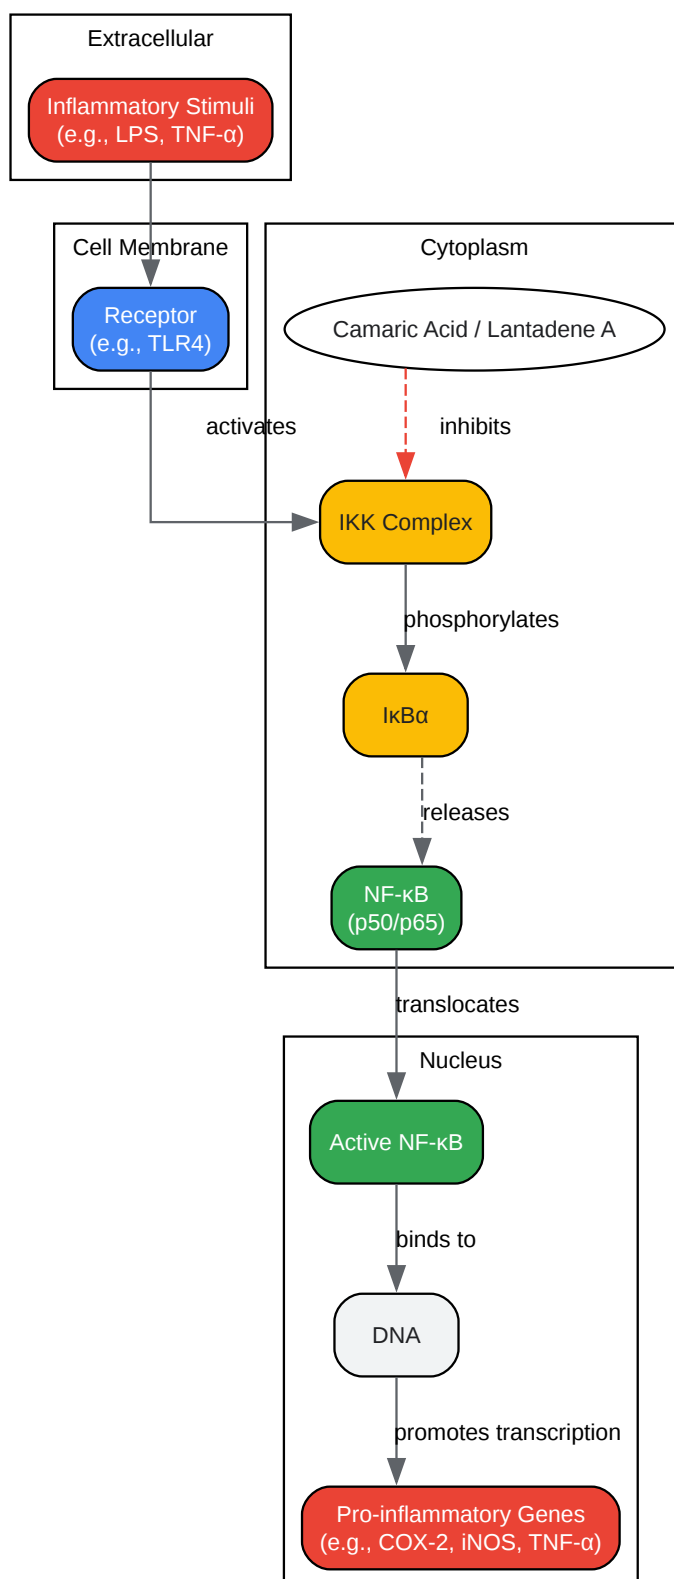 Extracellular
Inflammatory Stimuli
(e.g., LPS, TNF-α)
Cell Membrane
Cytoplasm
Receptor
(e.g., TLR4)
Camaric Acid / Lantadene A
activates
inhibits
IKK Complex
phosphorylates
IκBα
releases
NF-κB
(p50/p65)
translocates
Nucleus
Active NF-κB
binds to
DNA
promotes transcription
Pro-inflammatory Genes
(e.g., COX-2, iNOS, TNF-α)